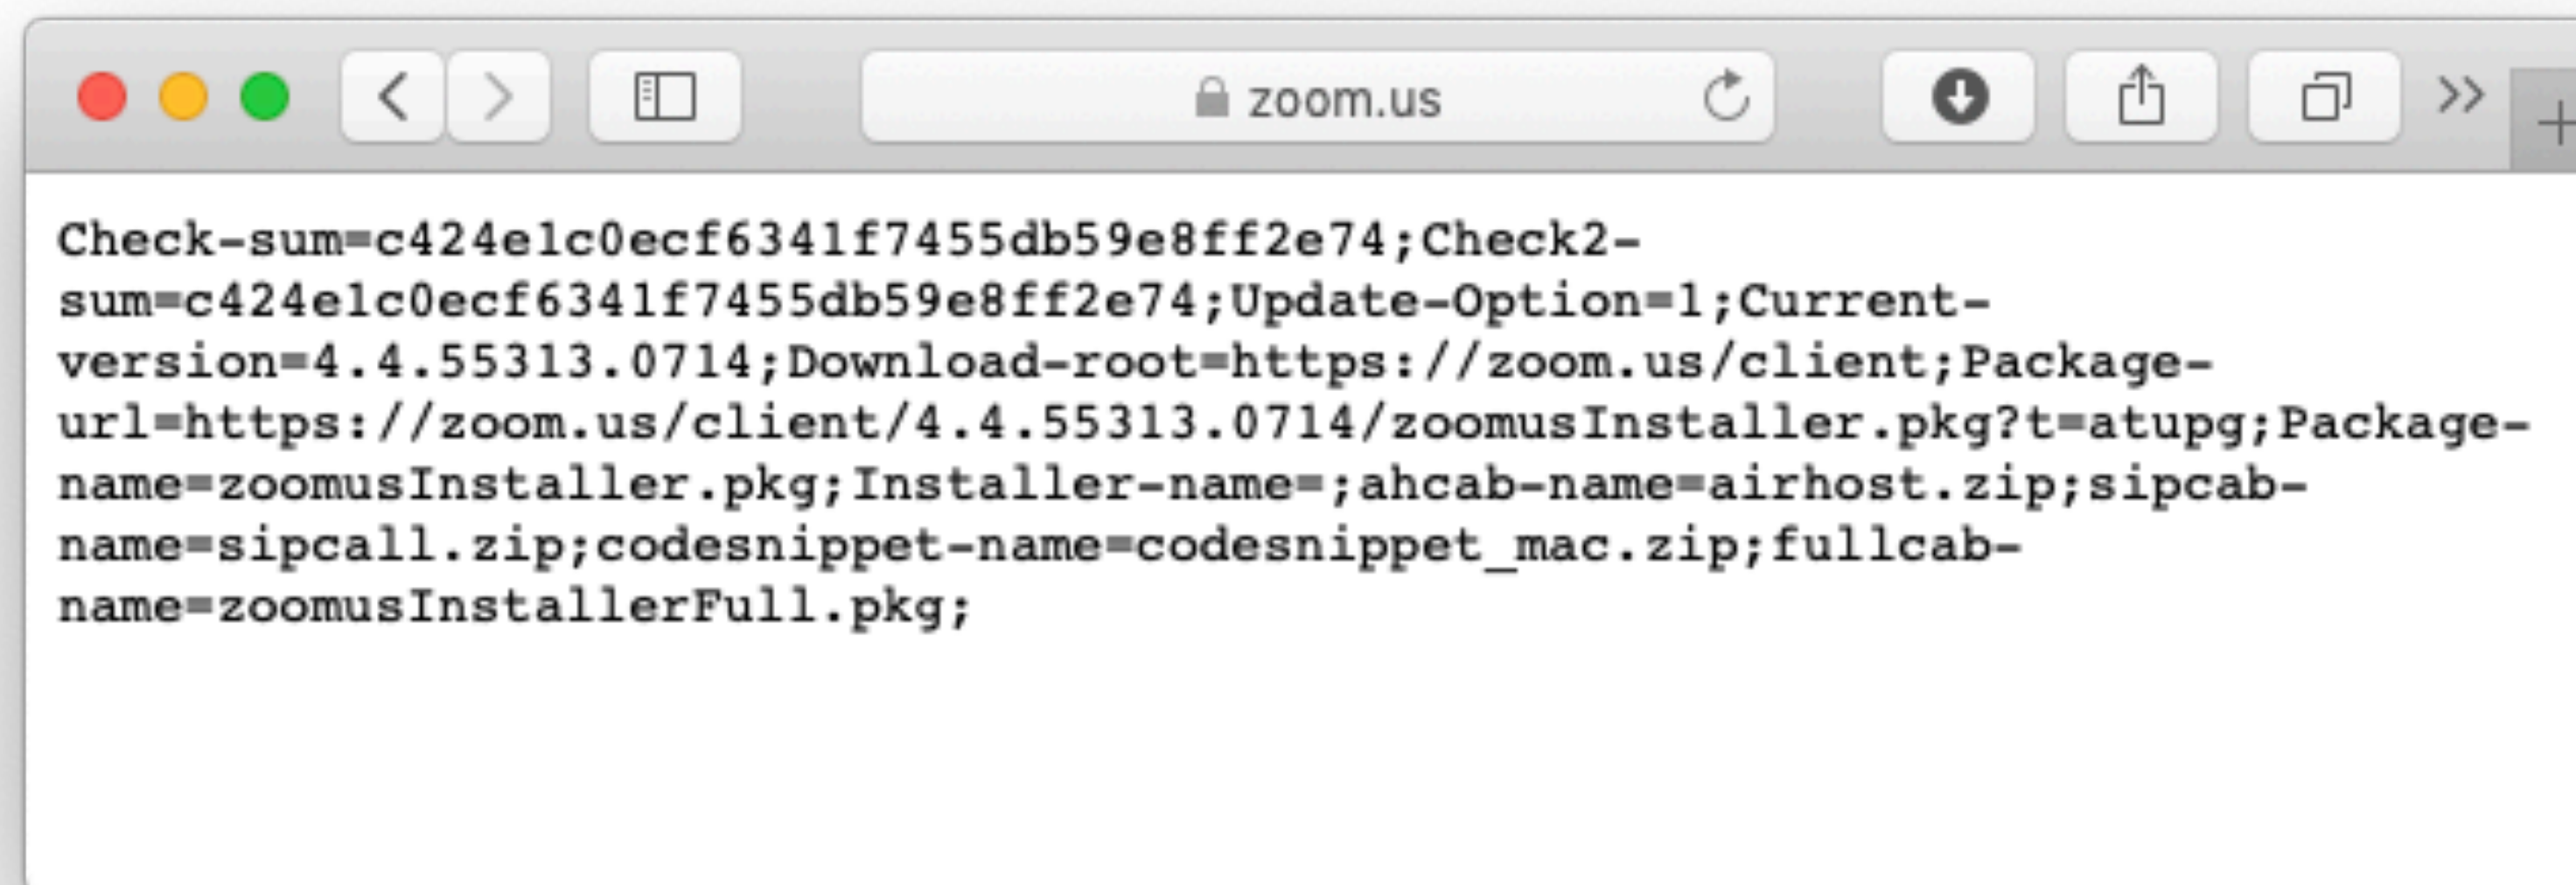 zoom.us
Check-sum=c424e1c0ecf6341f7455db59e8ff2e74;Check2-
sum=c424e1c0ecf6341f7455db59e8ff2e74;Update-Option=1;Current-
version=4.4.55313.0714;Download-root=https://zoom.us/client;Package-
url=https://zoom.us/client/4.4.55313.0714/zoomusInstaller.pkg?t=atupg;Package-
name=zoomusInstaller.pkg;Installer-name=;ahcab-name=airhost.zip;sipcab-
name=sipcall.zip;codesnippet-name=codesnippet_mac.zip;fullcab-
name=zoomusInstallerFull.pkg;